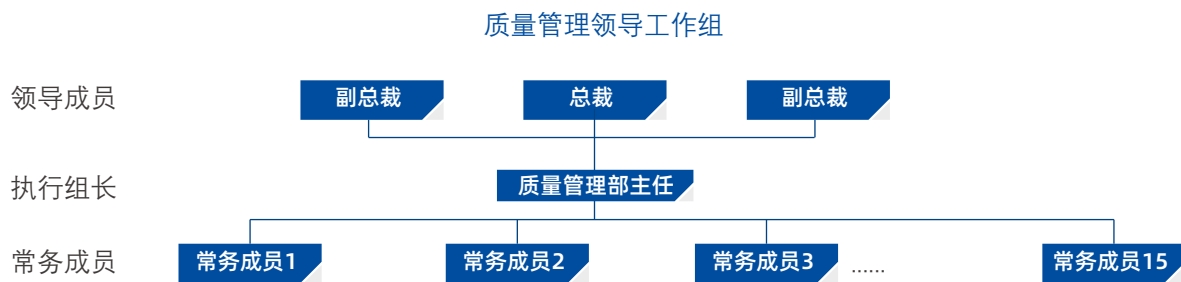 质量管理领导工作组
领导成员 副总裁 总裁 副总裁
执行组长 质量管理部主任
常务成员 常务成员1 常务成员2 常务成员3 ...... 常务成员15